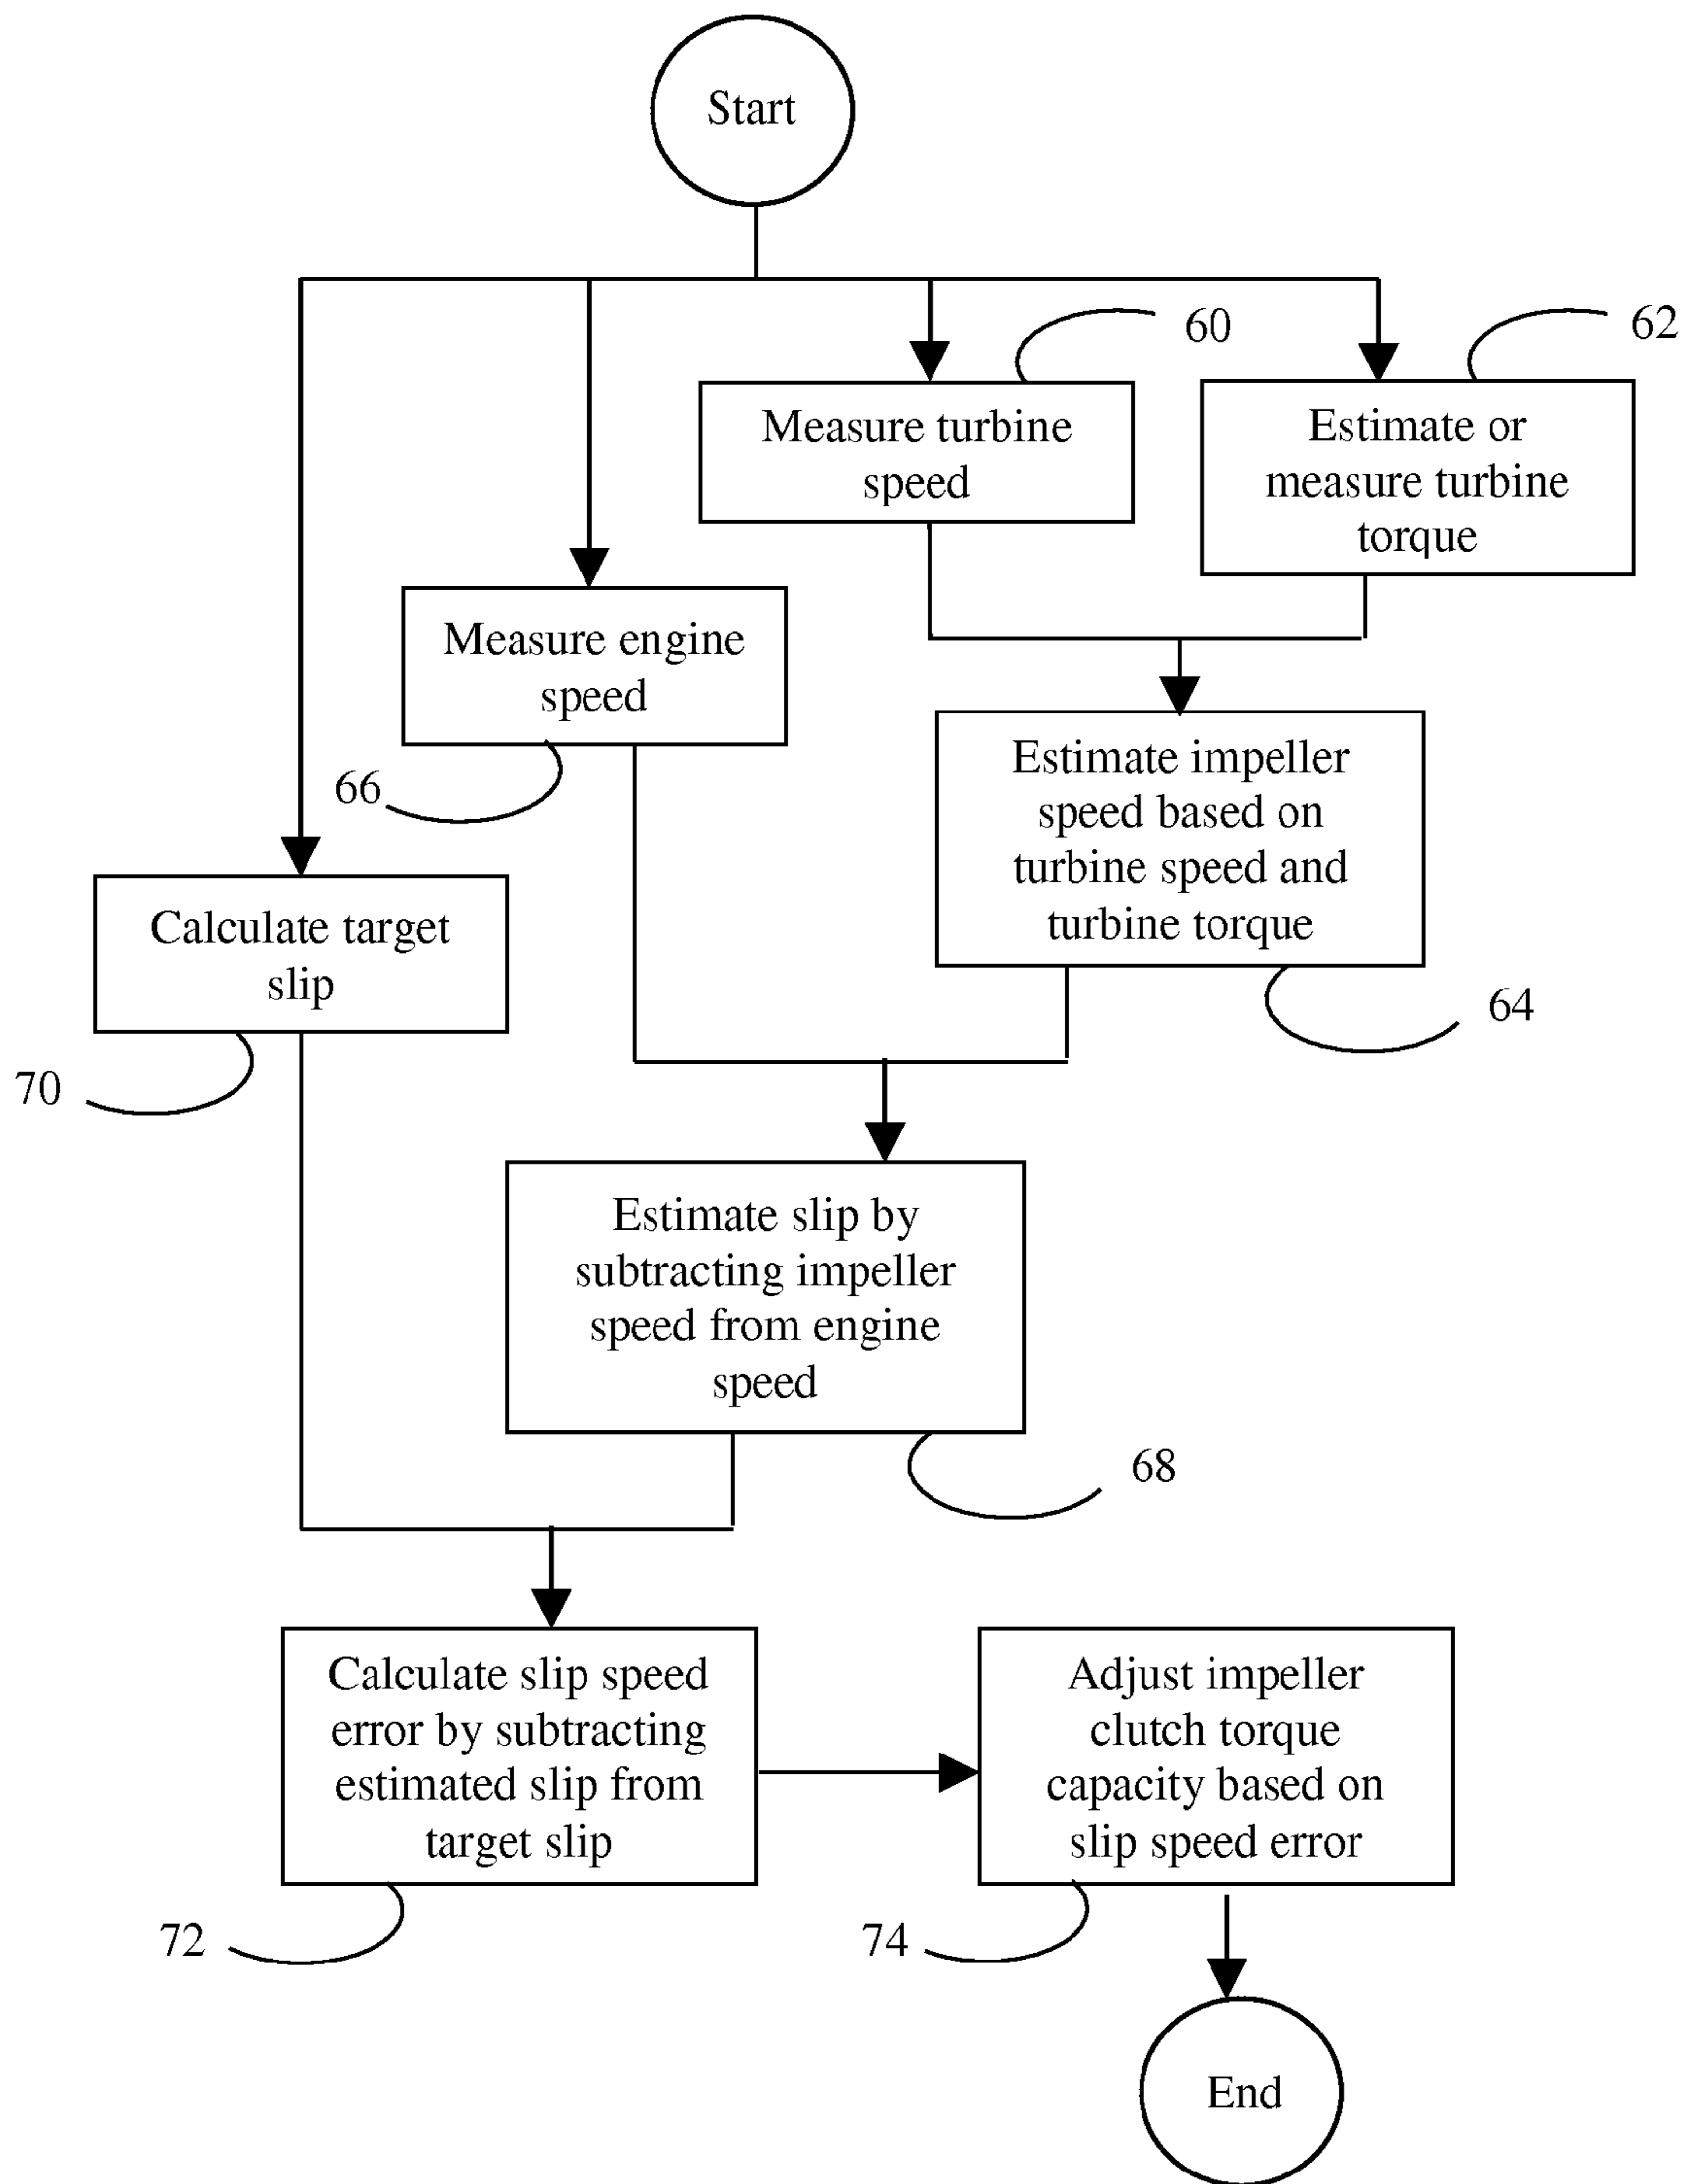 Start
60
62
Measure turbine
speed
Estimate or
measure turbine
torque
Measure engine
speed
66
Estimate impeller
speed based on
turbine speed and
turbine torque
64
Calculate target
slip
70
Estimate slip by
subtracting impeller
speed from engine
speed
68
Calculate slip speed
error by subtracting
estimated slip from
target slip
72
Adjust impeller
clutch torque
capacity based on
slip speed error
74
End